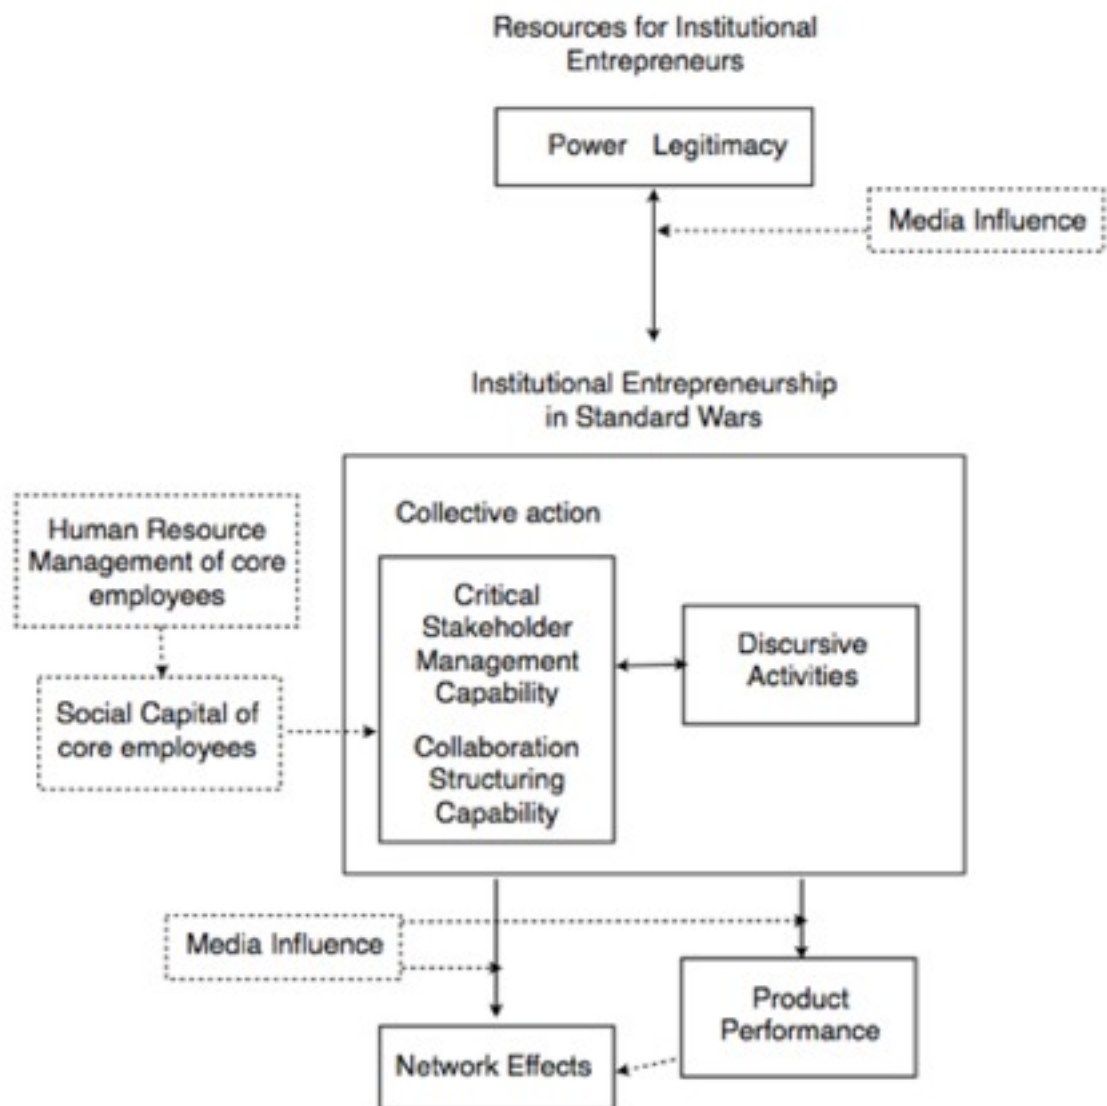 Resources for Institutional
Entrepreneurs
Power Legitimacy
Media Influence
Institutional Entrepreneurship
in Standard Wars
Collective action
Human Resource
Management of core
employees
Critical
Stakeholder
Management
Capability
Discursive
Activities
Social Capital of
core employees
Collaboration
Structuring
Capability
Media Influence
Product
Performance
Network Effects